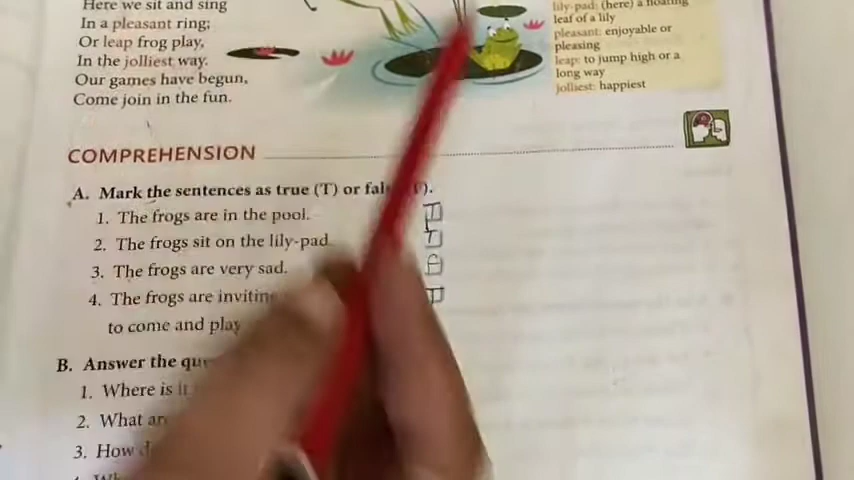 Here we sit and sing
In a pleasant ring;
Or leap frog play,
In the jolliest way.
Our games have begun,
Come join in the fun.
lily-pad: (here) a floating
leaf of a lily
pleasant: enjoyable or
pleasing
leap: to jump high or a
long way
jolliest: happiest
COMPREHENSION
A. Mark the sentences as true (T) or
1. The frogs are in the pool. T
2. The frogs sit on the lily-pad T
3. The frogs are very sad.
4. The frogs are inviting T
to come and play
B. Answer the
1. Where is it
2. What
3. How
4.